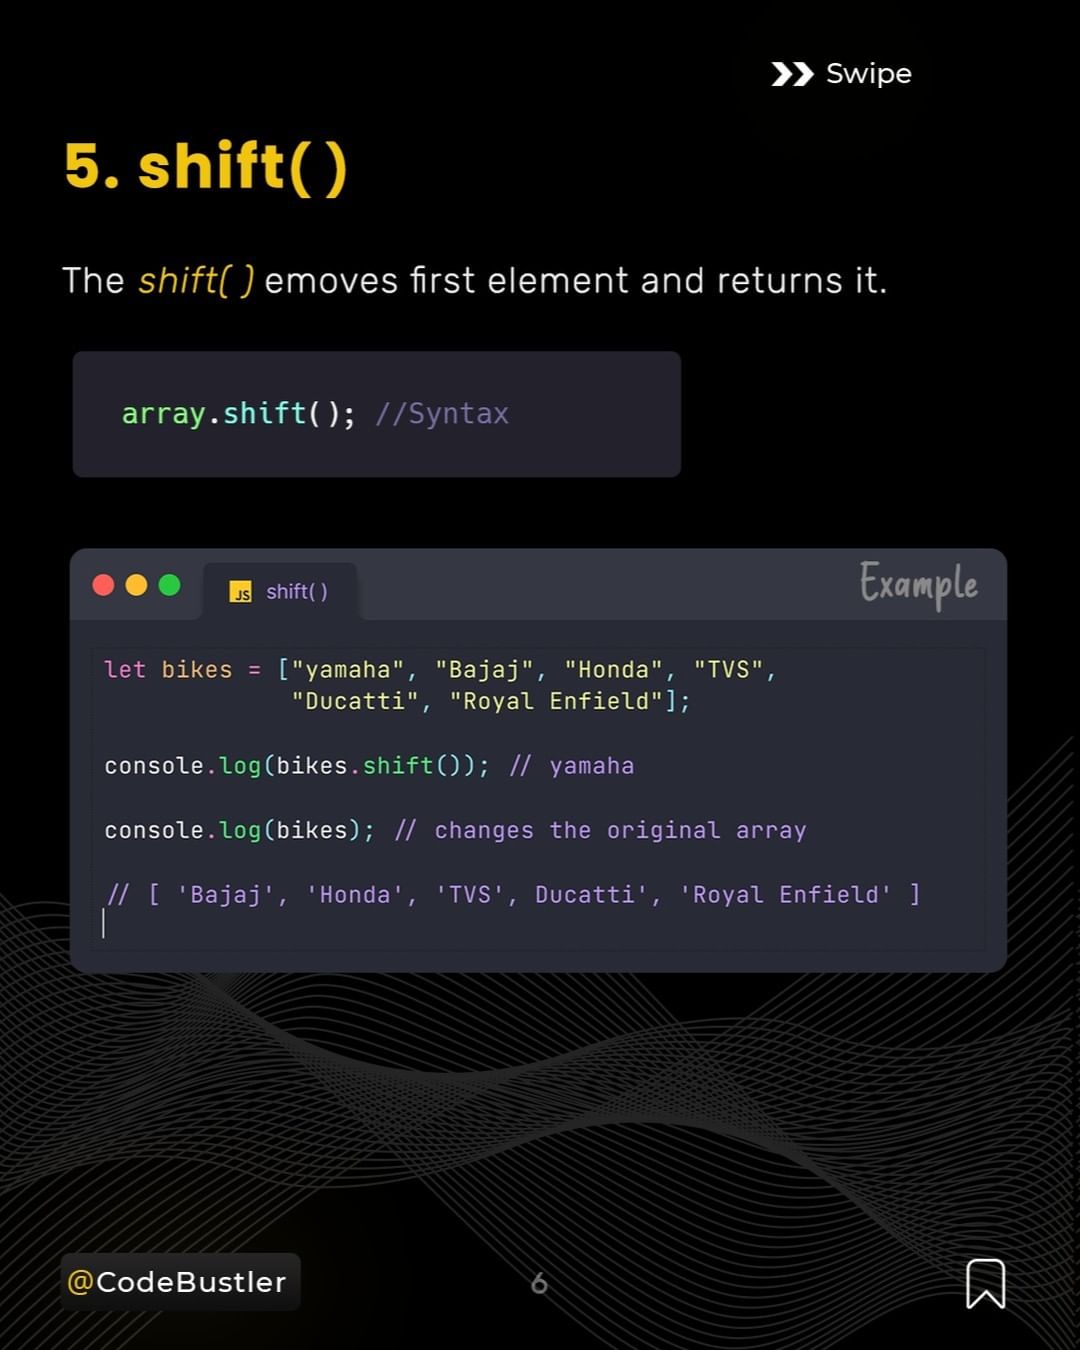 Swipe
5. shift( )
The shift( ) emoves first element and returns it.
array.shift(); //Syntax
JS shift( )
Example
let bikes = ["yamaha", "Bajaj", "Honda", "TVS",
"Ducatti", "Royal Enfield"];
console.log(bikes.shift()); // yamaha
console.log(bikes); // changes the original array
// [ 'Bajaj', 'Honda', 'TVS', Ducatti', 'Royal Enfield' ]
@CodeBustler
6